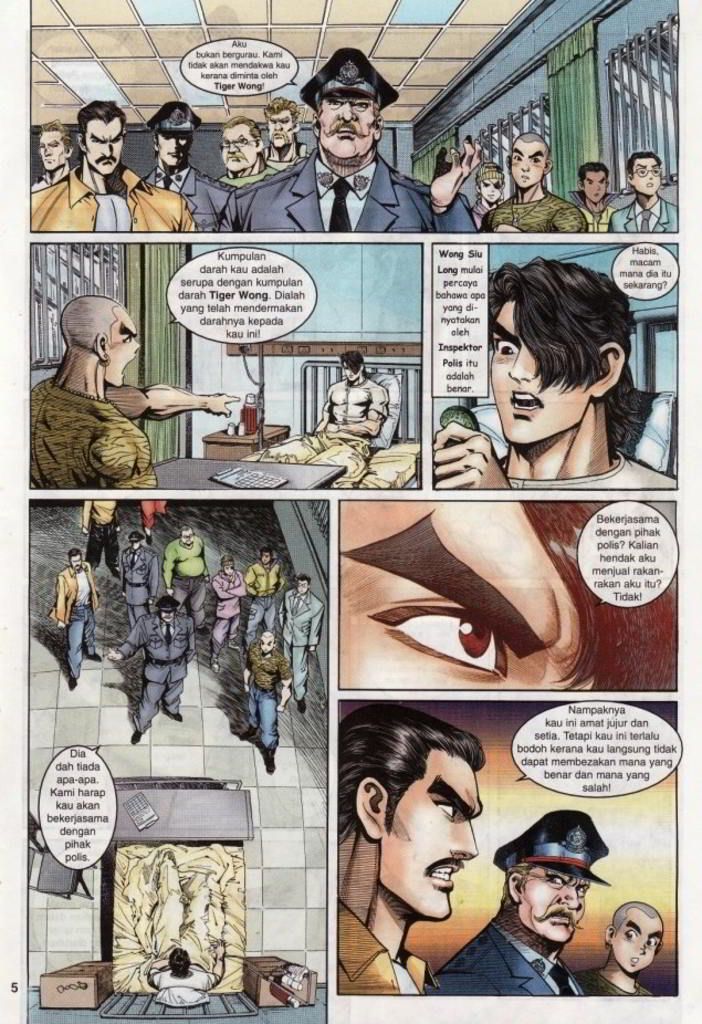 Aku
bukan bergurau. Kami
tidak akan mendakwa kau
kerana diminta oleh
Tiger Wong!
Kumpulan
darah kau adalah
serupa dengan kumpulan
darah Tiger Wong. Dialah
yang telah mendermakan
darahnya kepada
kau ini!
Wong Siu
Long mulai
percaya
bahawa apa
yang di-
nyatakan
oleh
Inspektor
Polis itu
adalah
benar.
Habis,
macam
mana dia itu
sekarang?
Dia
dah tiada
apa-apa.
Kami harap
kau akan
bekerjasama
dengan
pihak
polis.
Bekerjasama
dengan pihak
polis? Kalian
hendak aku
menjual rakan-
rakan aku itu?
Tidak!
Nampaknya
kau ini amat jujur dan
setia. Tetapi kau ini terlalu
bodoh kerana kau langsung tidak
dapat membezakan mana yang
benar dan mana yang
salah!
5